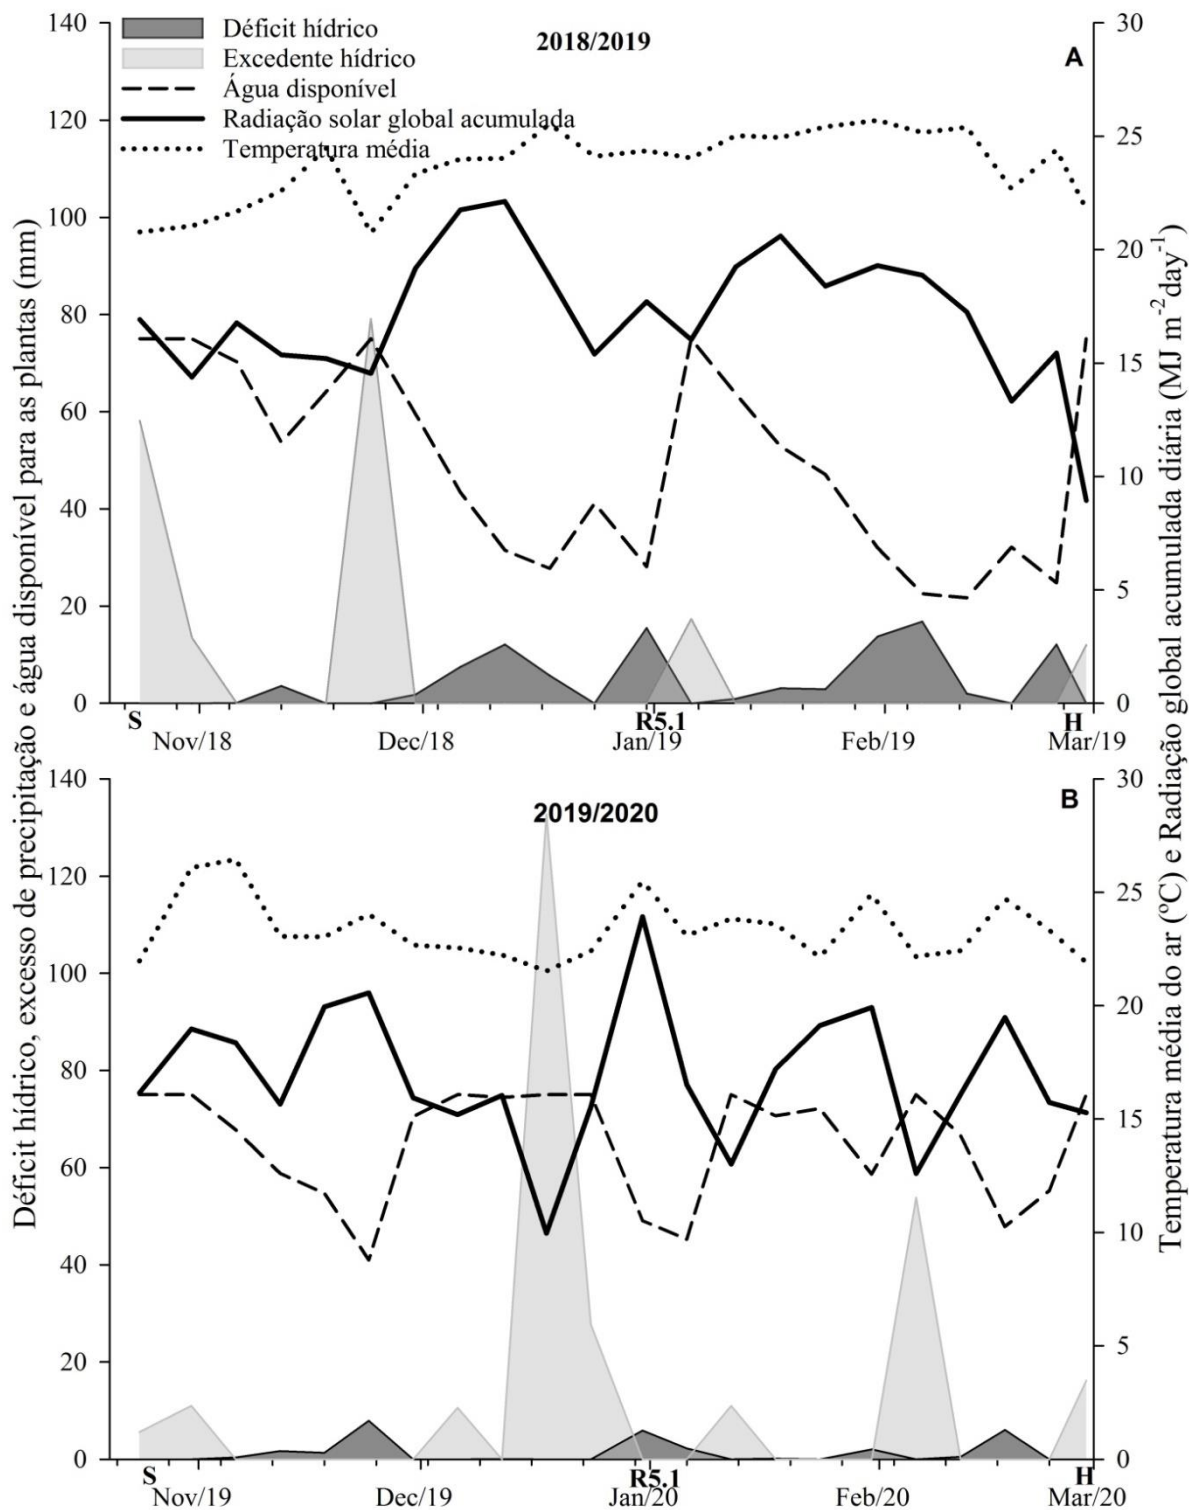 Déficit hídrico, excesso de precipitação e água disponível para as plantas (mm)
Temperatura média do ar (ºC) e Radiação global acumulada diária (MJ m⁻² day⁻¹)
2018/2019
A
Déficit hídrico
Excedente hídrico
Água disponível
Radiação solar global acumulada
Temperatura média
140
120
100
80
60
40
20
0
30
25
20
15
10
5
0
S R5.1 H
Nov/18 Dec/18 Jan/19 Feb/19 Mar/19
2019/2020
B
140
120
100
80
60
40
20
0
30
25
20
15
10
5
0
S R5.1 H
Nov/19 Dec/19 Jan/20 Feb/20 Mar/20